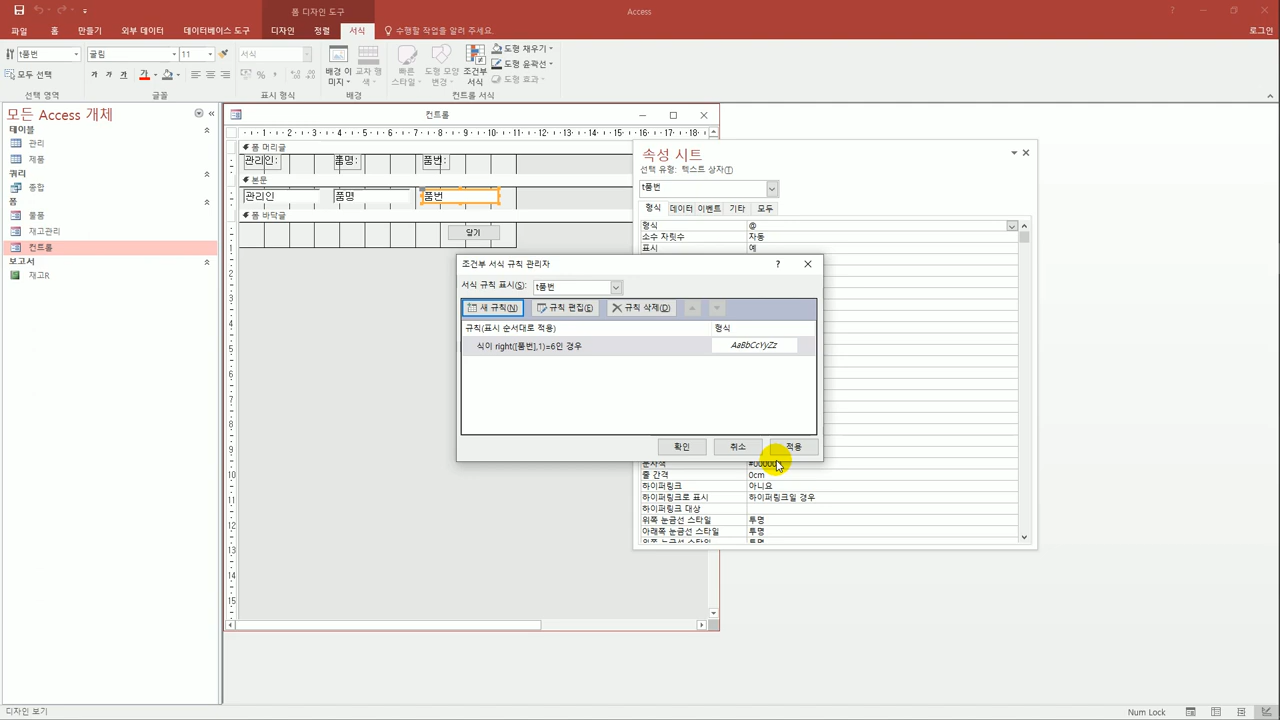 폼 디자인 도구
Access
파일 홈 만들기 외부 데이터 데이터베이스 도구 디자인 정렬 서식 수행할 작업을 알려 주세요. 로그인
t품번 굴림 11 서식
모두 선택 가 가 가 가
배경 이미지 교차 행 색 빠른 스타일 도형 모양 변경 조건부 서식
도형 채우기
도형 윤곽선
도형 효과
선택 영역 글꼴 표시 형식 배경 컨트롤 서식
모든 Access 개체
테이블
관리
제품
쿼리
종합
폼
물품
재고관리
컨트롤
보고서
재고R
컨트롤
폼 머리글
관리인: 품명: 품번:
본문
관리인 품명 품번
폼 바닥글
닫기
속성 시트
선택 유형: 텍스트 상자(T)
t품번
형식 데이터 이벤트 기타 모두
형식 @
소수 자릿수 자동
표시 예
조건부 서식 규칙 관리자
서식 규칙 표시(S): t품번
새 규칙(N) 규칙 편집(E) 규칙 삭제(D)
규칙(표시 순서대로 적용) 형식
식이 right([품번],1)=6인 경우 AaBbCcYyZz
확인 취소 적용
문자색
줄 간격 0cm
하이퍼링크 아니요
하이퍼링크로 표시 하이퍼링크일 경우
하이퍼링크 대상
위쪽 눈금선 스타일 투명
아래쪽 눈금선 스타일 투명
디자인 보기 Num Lock